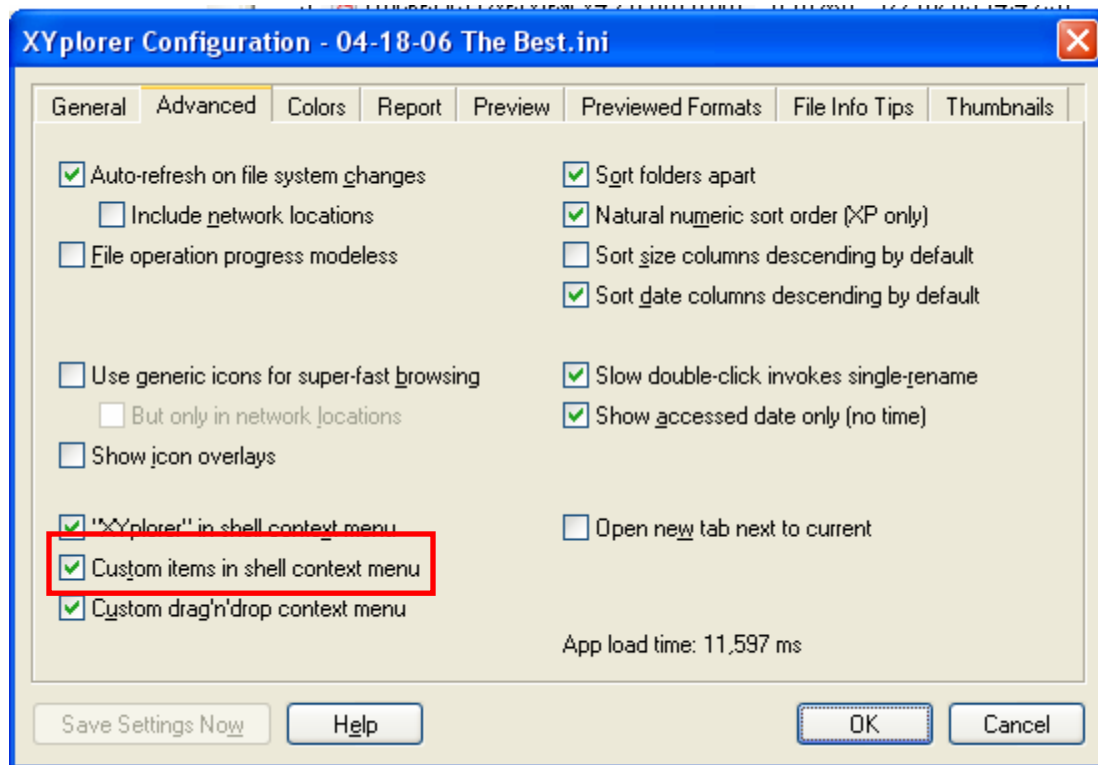 XYplorer Configuration - 04-18-06 The Best.ini
General Advanced Colors Report Preview Previewed Formats File Info Tips Thumbnails
Auto-refresh on file system changes
Include network locations
File operation progress modeless
Use generic icons for super-fast browsing
But only in network locations
Show icon overlays
"XYplorer" in shell context menu
Custom items in shell context menu
Custom drag'n'drop context menu
Sort folders apart
Natural numeric sort order (XP only)
Sort size columns descending by default
Sort date columns descending by default
Slow double-click invokes single-rename
Show accessed date only (no time)
Open new tab next to current
App load time: 11,597 ms
Save Settings Now Help OK Cancel